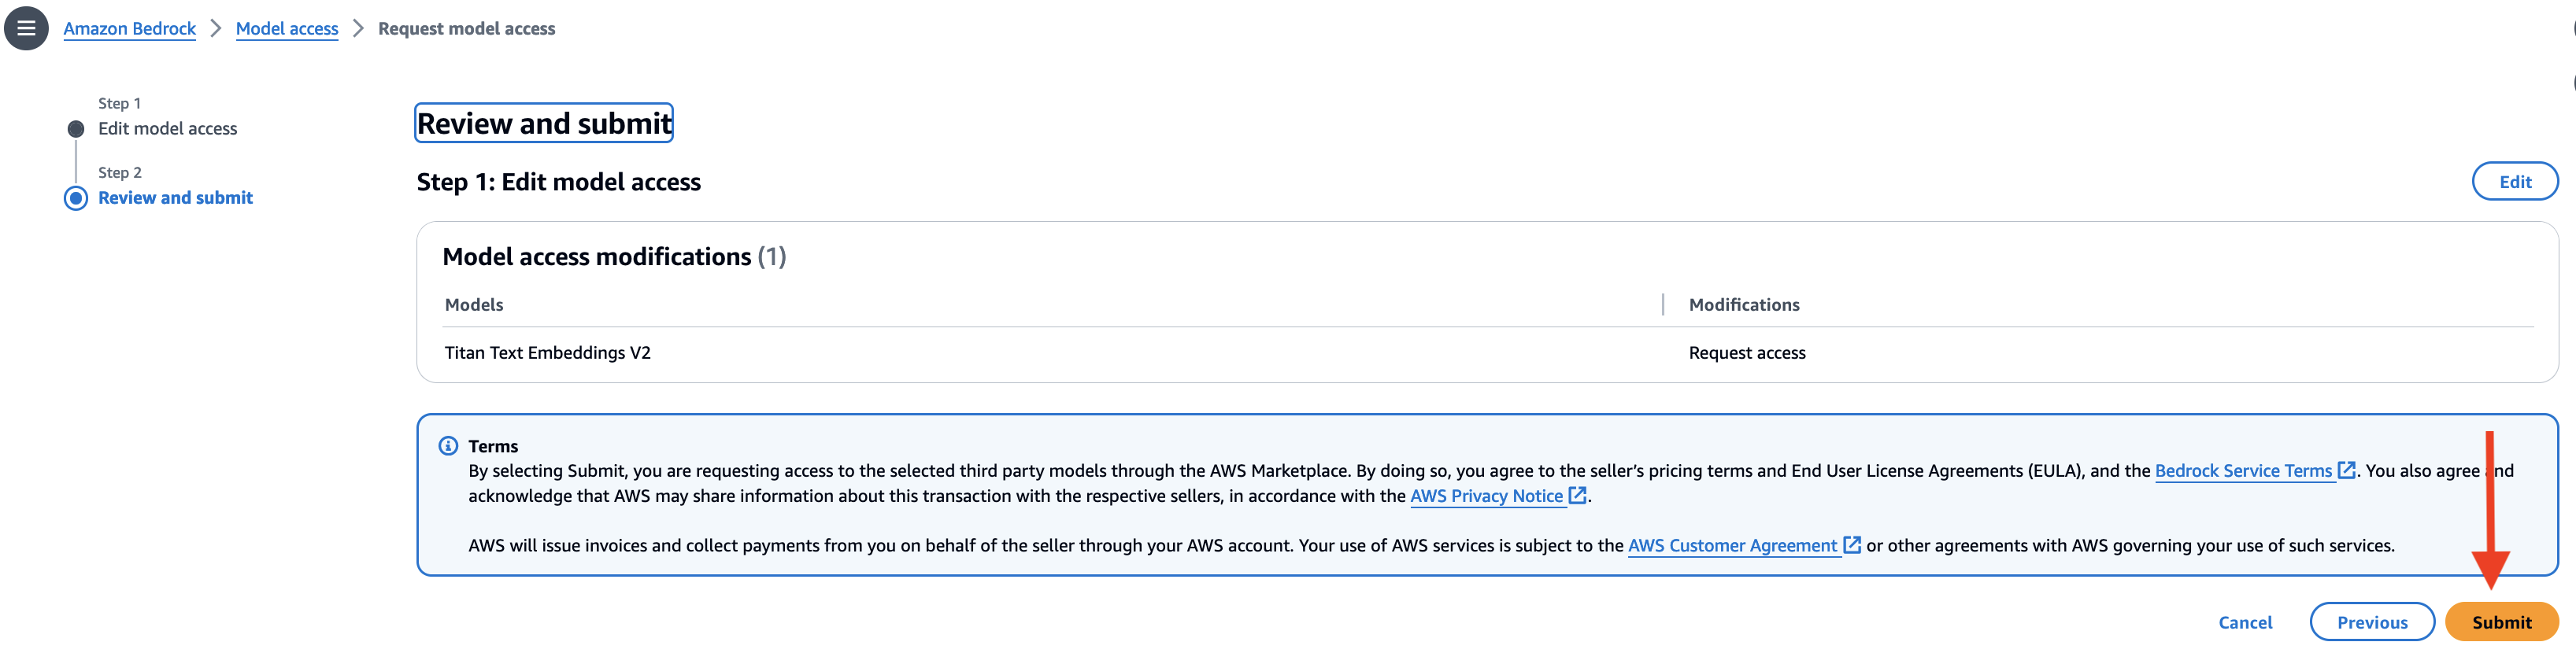 Amazon Bedrock > Model access > Request model access
Step 1
Edit model access
Step 2
Review and submit
Review and submit
Step 1: Edit model access
Edit
Model access modifications (1)
Models | Modifications
Titan Text Embeddings V2 Request access
Terms
By selecting Submit, you are requesting access to the selected third party models through the AWS Marketplace. By doing so, you agree to the seller's pricing terms and End User License Agreements (EULA), and the Bedrock Service Terms. You also agree and
acknowledge that AWS may share information about this transaction with the respective sellers, in accordance with the AWS Privacy Notice.
AWS will issue invoices and collect payments from you on behalf of the seller through your AWS account. Your use of AWS services is subject to the AWS Customer Agreement or other agreements with AWS governing your use of such services.
Cancel Previous Submit